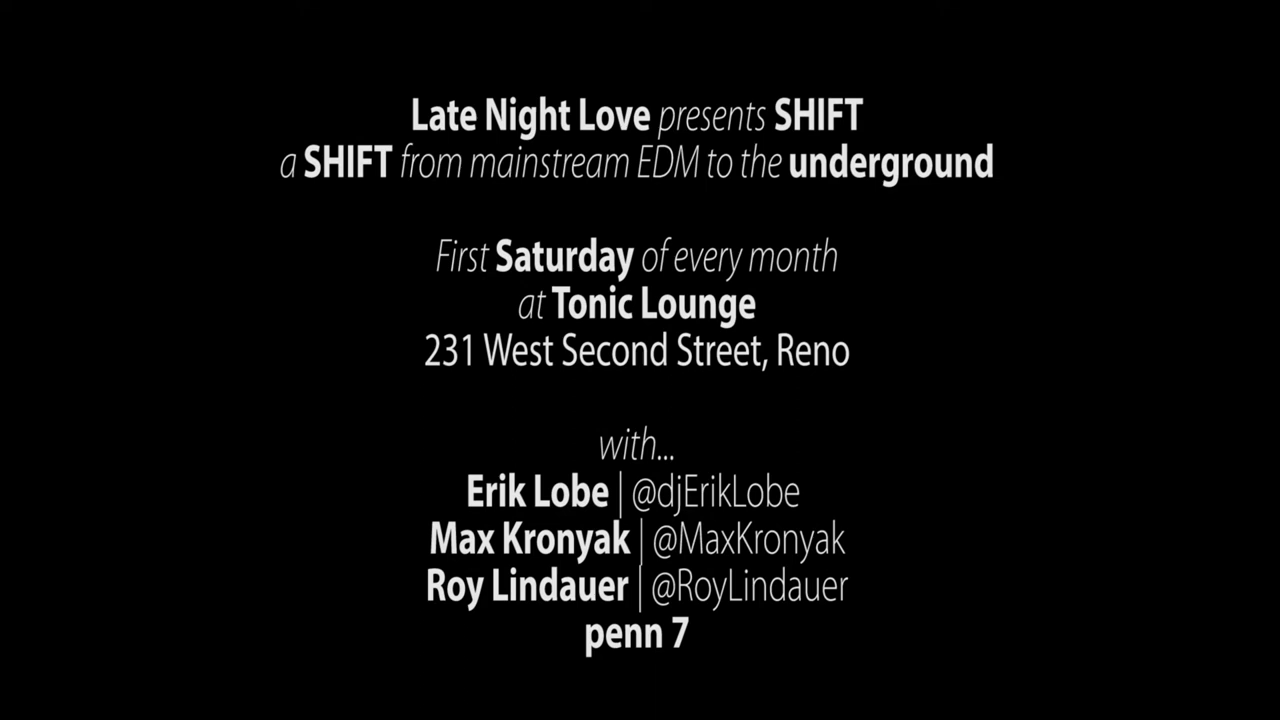 Late Night Love presents SHIFT
a SHIFT from mainstream EDM to the underground
First Saturday of every month
at Tonic Lounge
231 West Second Street, Reno
with...
Erik Lobe | @djErikLobe
Max Kronyak | @MaxKronyak
Roy Lindauer | @RoyLindauer
penn 7